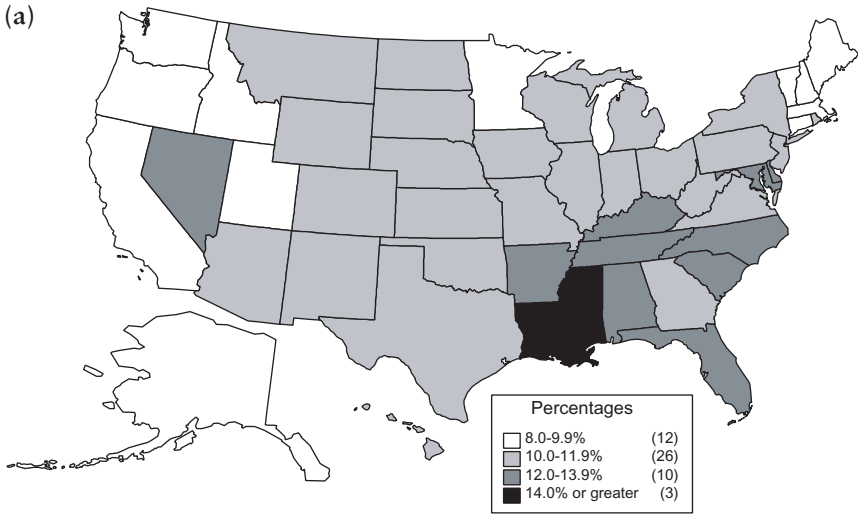 (a)
Percentages
8.0-9.9% (12)
10.0-11.9% (26)
12.0-13.9% (10)
14.0% or greater (3)